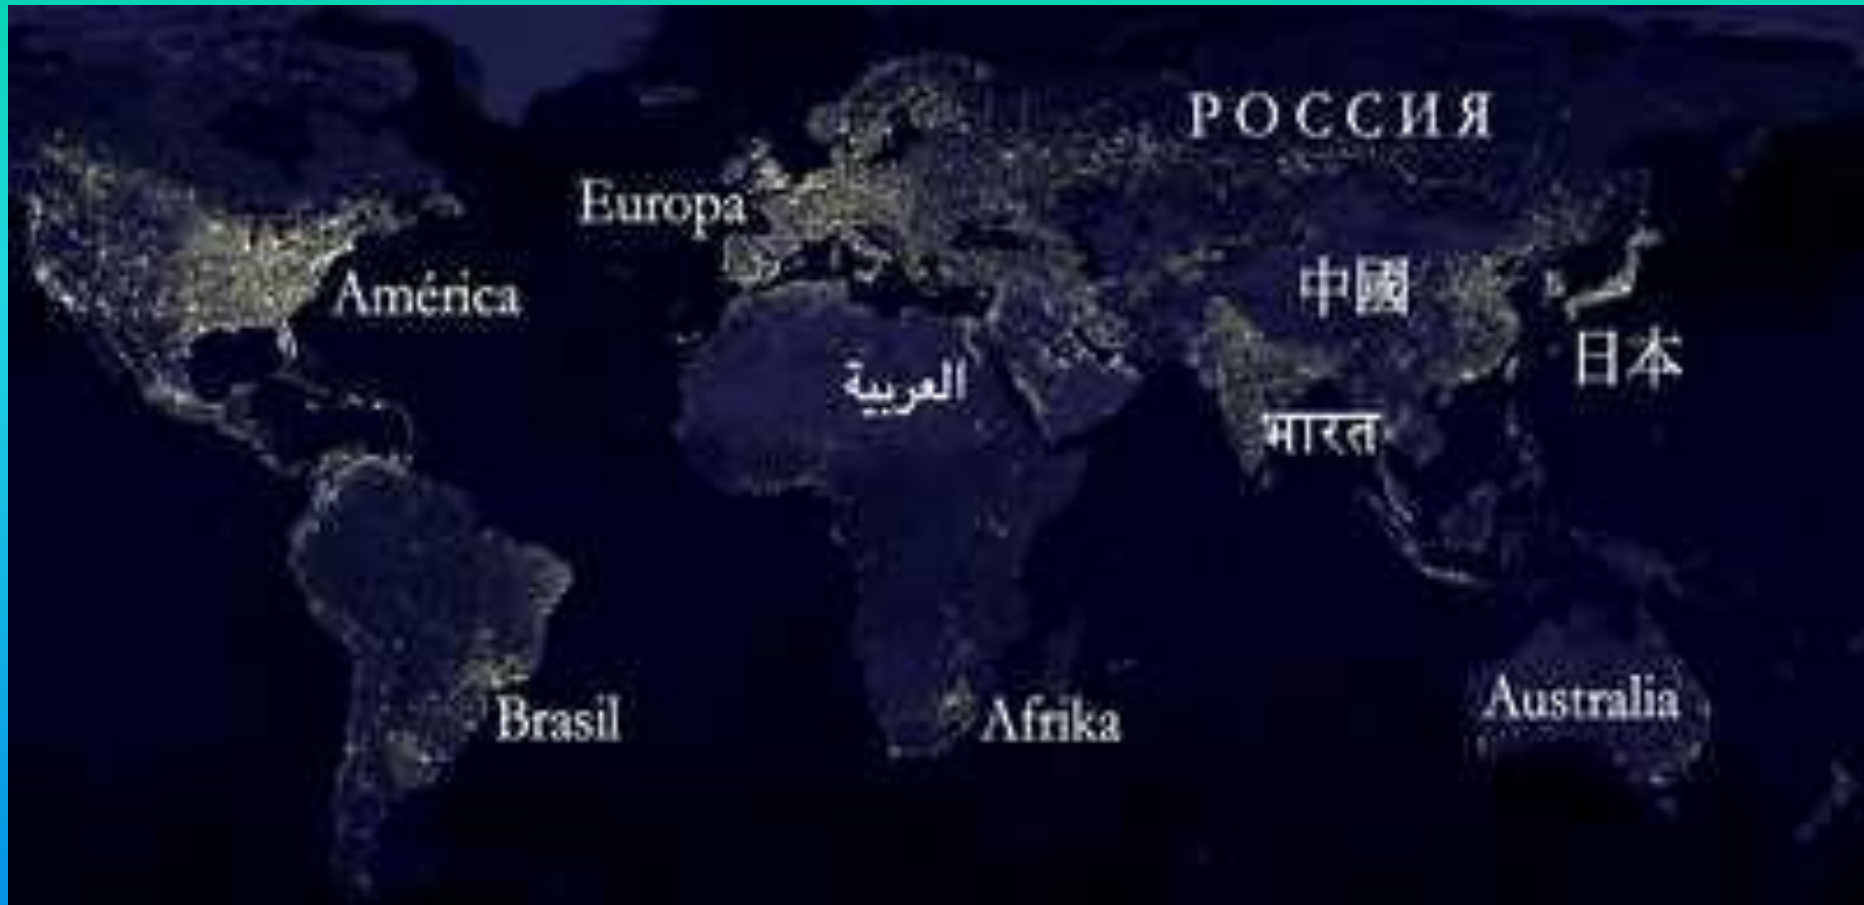 РОССИЯ
Europa
América
中國
日本
العربية
भारत
Brasil
Afrika
Australia